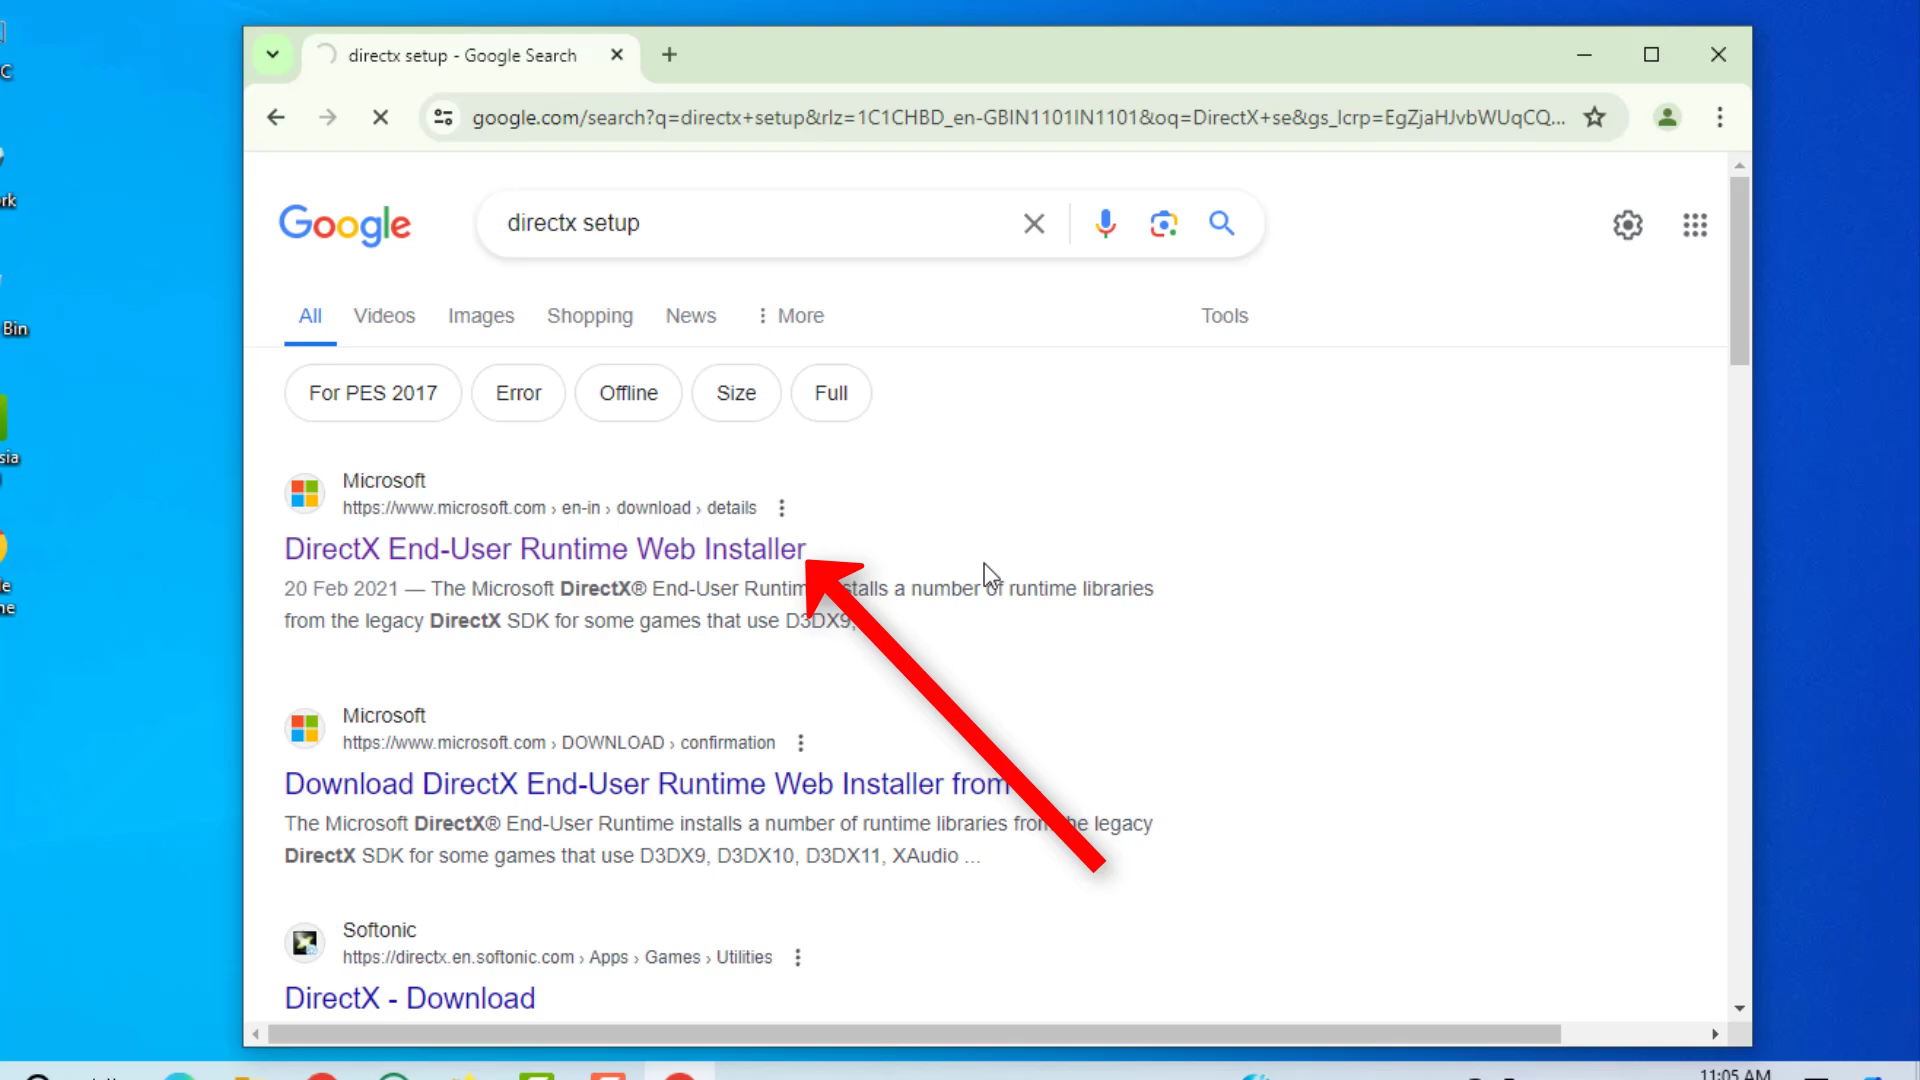 directx setup - Google Search
google.com/search?q=directx+setup&rlz=1C1CHBD_en-GBIN1101IN1101&oq=DirectX+se&gs_lcrp=EgZjaHJvbWUqCQ...
Google
directx setup
All Videos Images Shopping News More Tools
For PES 2017 Error Offline Size Full
Microsoft
https://www.microsoft.com › en-in › download › details
DirectX End-User Runtime Web Installer
20 Feb 2021 — The Microsoft DirectX® End-User Runtime installs a number of runtime libraries
from the legacy DirectX SDK for some games that use D3DX9,
Microsoft
https://www.microsoft.com › DOWNLOAD › confirmation
Download DirectX End-User Runtime Web Installer from
The Microsoft DirectX® End-User Runtime installs a number of runtime libraries from the legacy
DirectX SDK for some games that use D3DX9, D3DX10, D3DX11, XAudio ...
Softonic
https://directx.en.softonic.com › Apps › Games › Utilities
DirectX - Download
Bin
11:05 AM